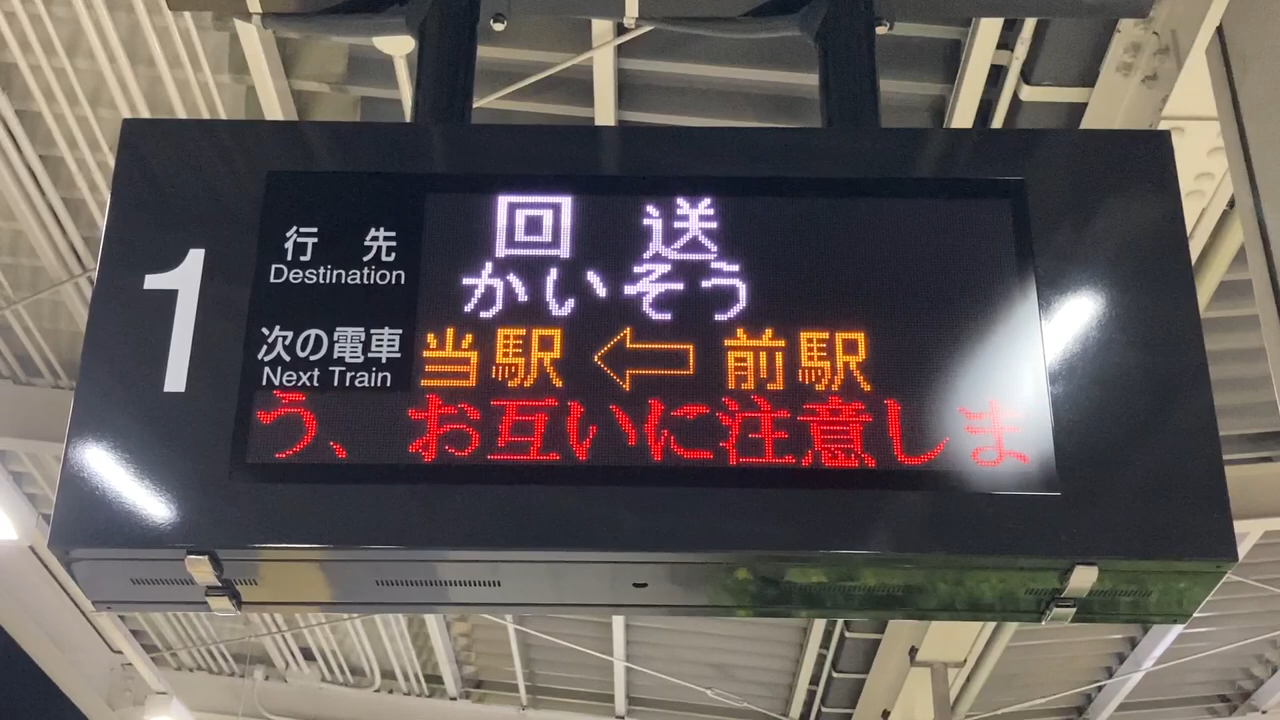 1
行先
Destination
回送
かいそう
次の電車
Next Train
当駅 ⇦ 前駅
う、お互いに注意しま